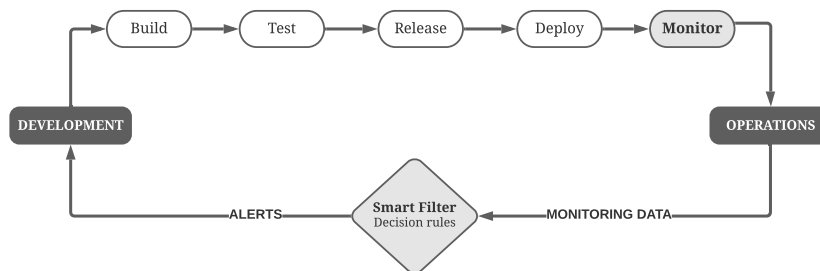 Build
Test
Release
Deploy
Monitor
DEVELOPMENT
OPERATIONS
Smart Filter
Decision rules
ALERTS
MONITORING DATA